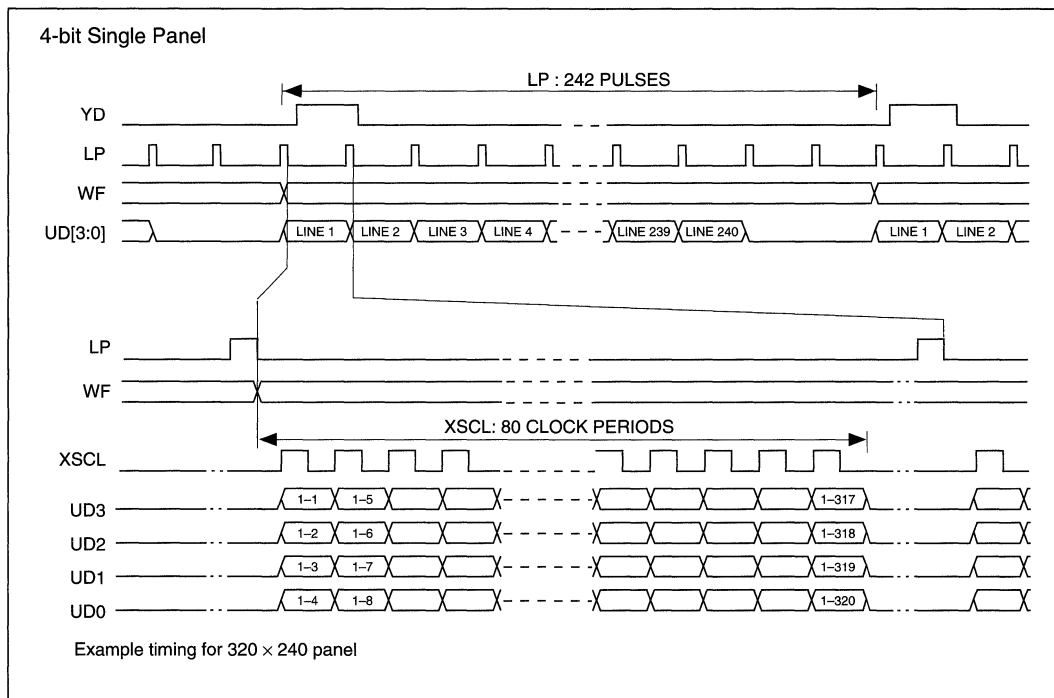 4-bit Single Panel
LP : 242 PULSES
YD
LP
WF
UD[3:0] LINE 1 LINE 2 LINE 3 LINE 4 LINE 239 LINE 240 LINE 1 LINE 2
LP
WF
XSCL: 80 CLOCK PERIODS
XSCL
UD3 1–1 1–5 1–317
UD2 1–2 1–6 1–318
UD1 1–3 1–7 1–319
UD0 1–4 1–8 1–320
Example timing for 320 × 240 panel